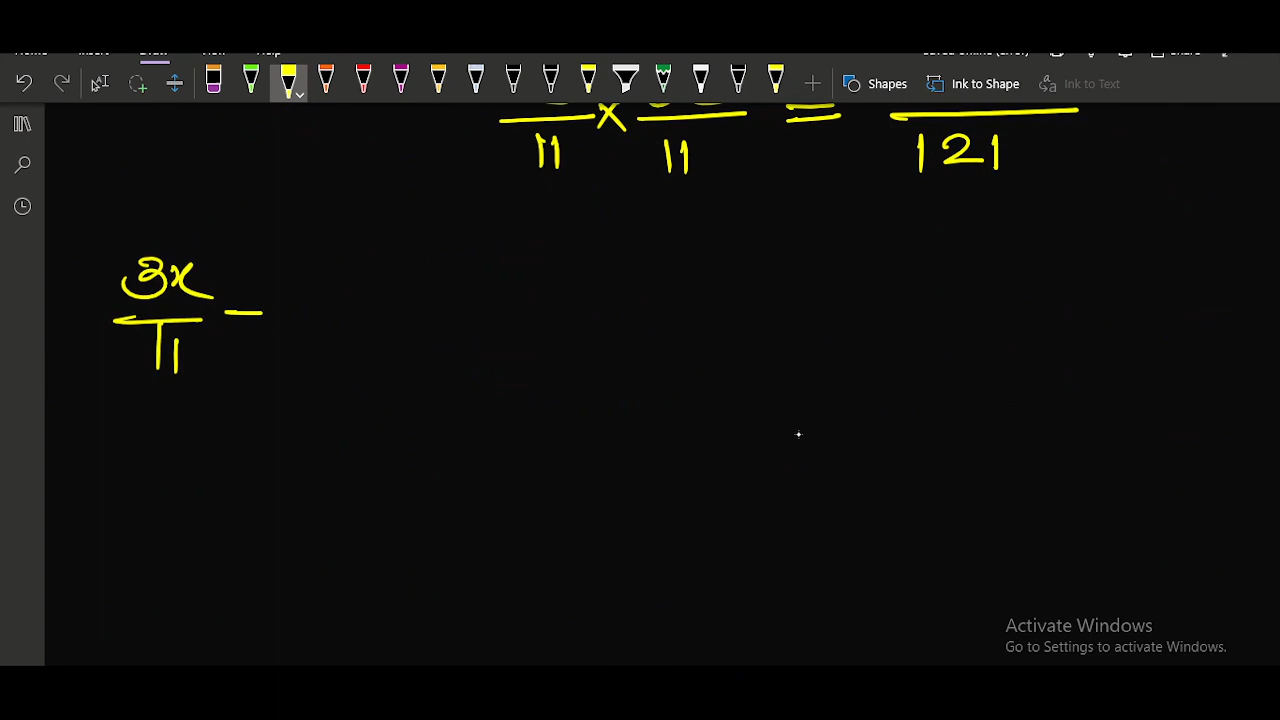 Ink to Shape
Shapes
Ink to Text
11 × 11 = 121
3x
11 -
Activate Windows
Go to Settings to activate Windows.